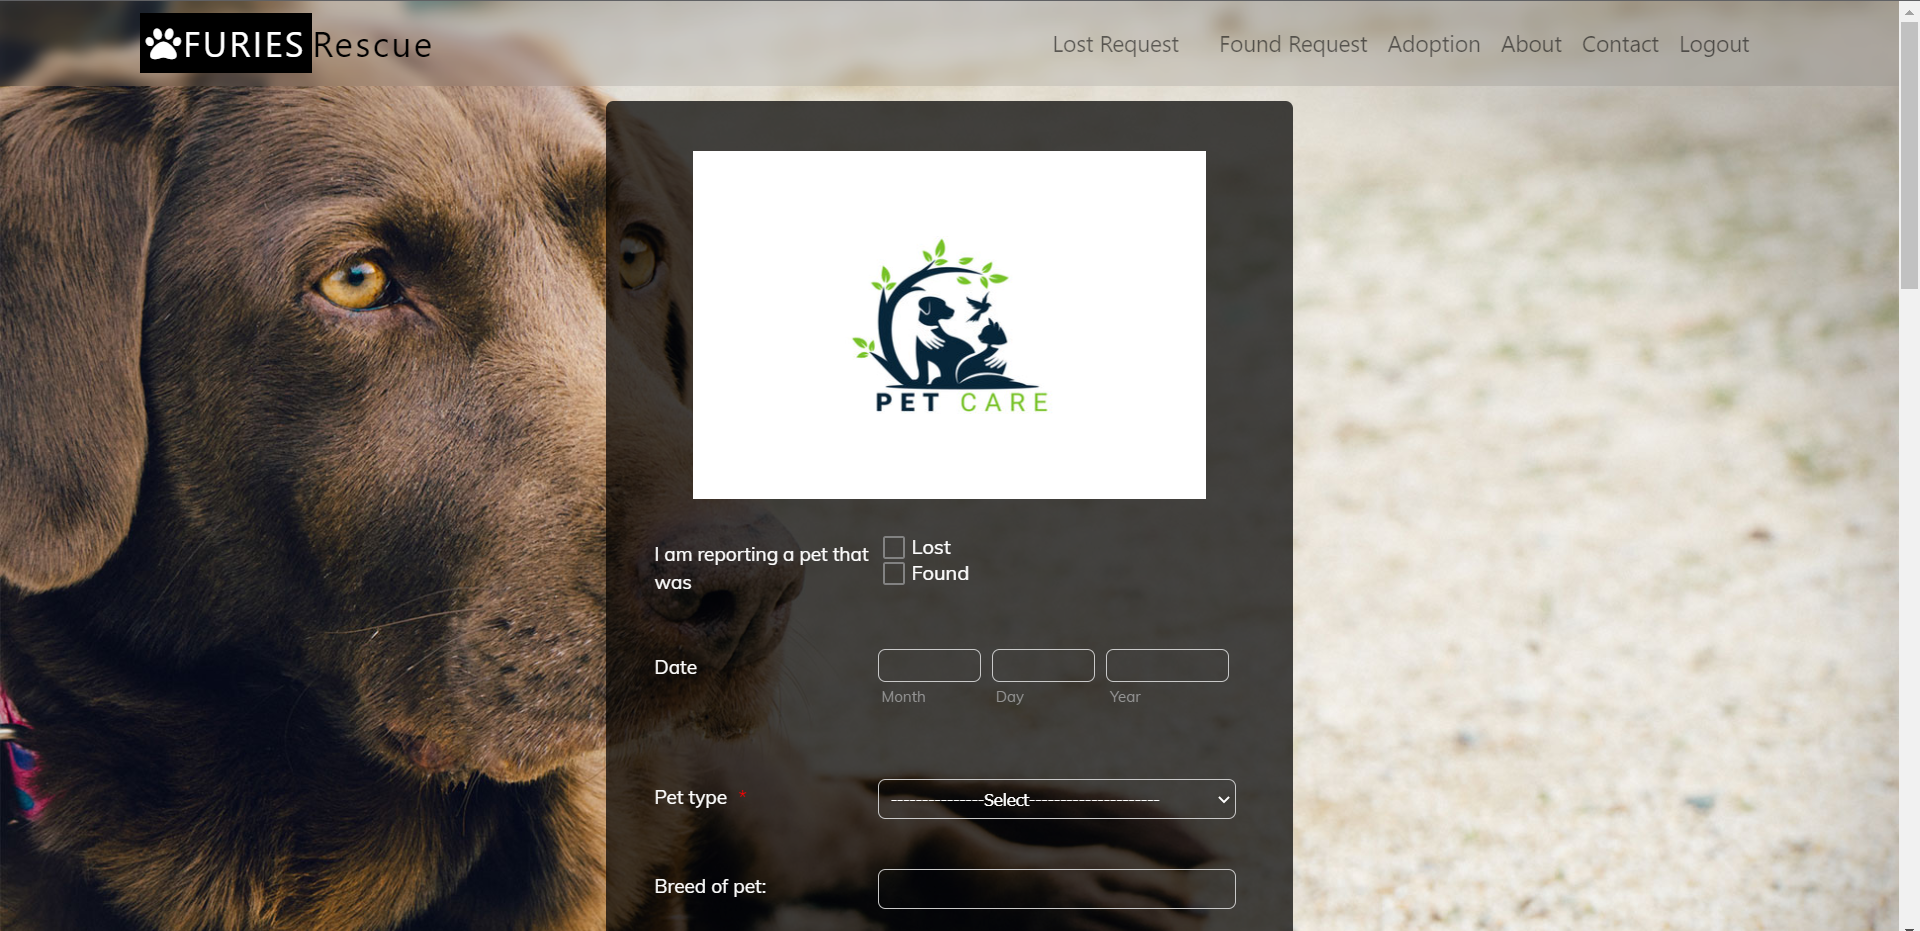 FURIES Rescue
Lost Request Found Request Adoption About Contact Logout
PET CARE
I am reporting a pet that was
Lost
Found
Date
Month Day Year
Pet type *
---------------Select---------------------
Breed of pet: